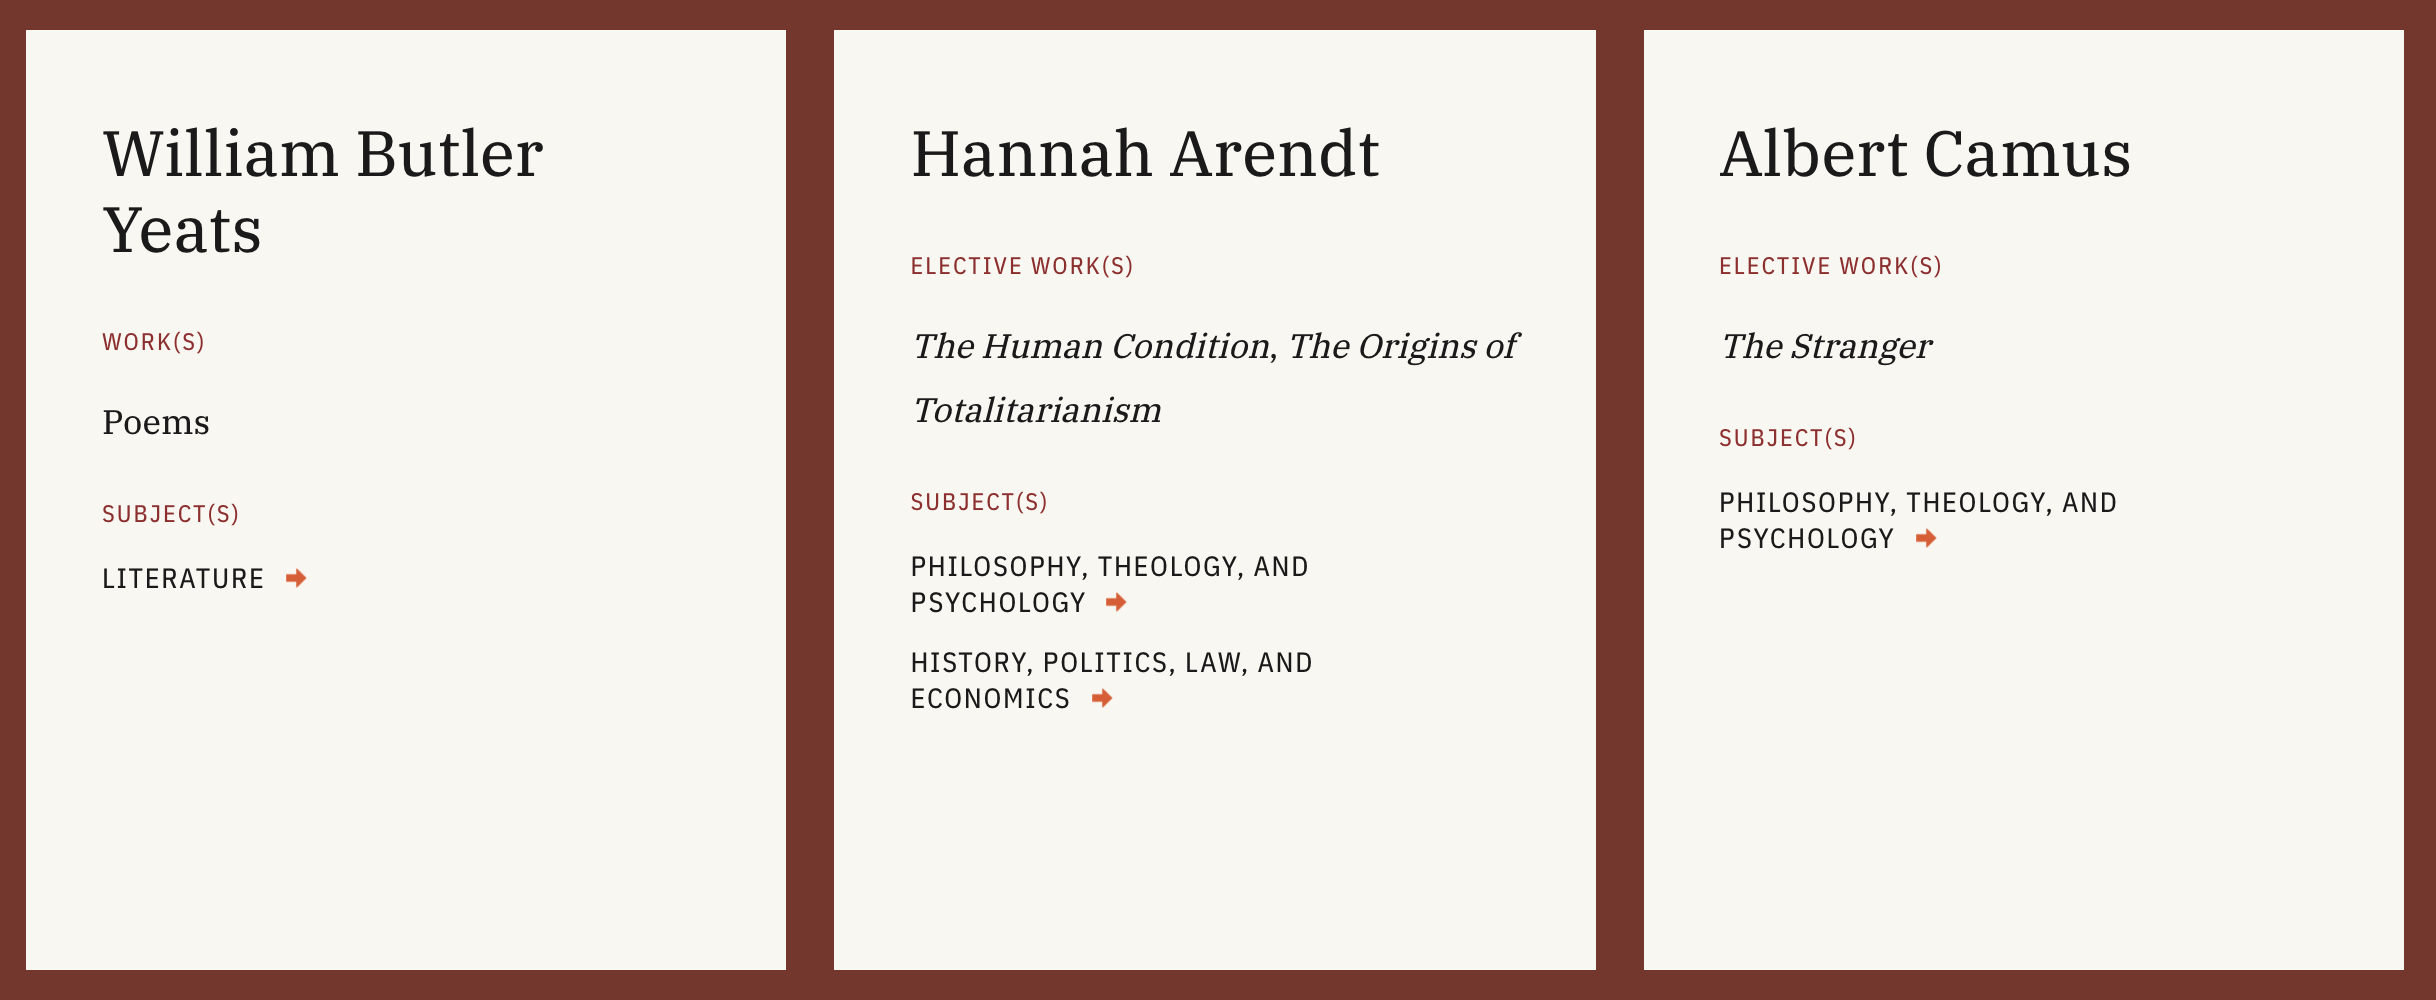 William Butler
Yeats
WORK(S)
Poems
SUBJECT(S)
LITERATURE
Hannah Arendt
ELECTIVE WORK(S)
The Human Condition, The Origins of
Totalitarianism
SUBJECT(S)
PHILOSOPHY, THEOLOGY, AND
PSYCHOLOGY
HISTORY, POLITICS, LAW, AND
ECONOMICS
Albert Camus
ELECTIVE WORK(S)
The Stranger
SUBJECT(S)
PHILOSOPHY, THEOLOGY, AND
PSYCHOLOGY